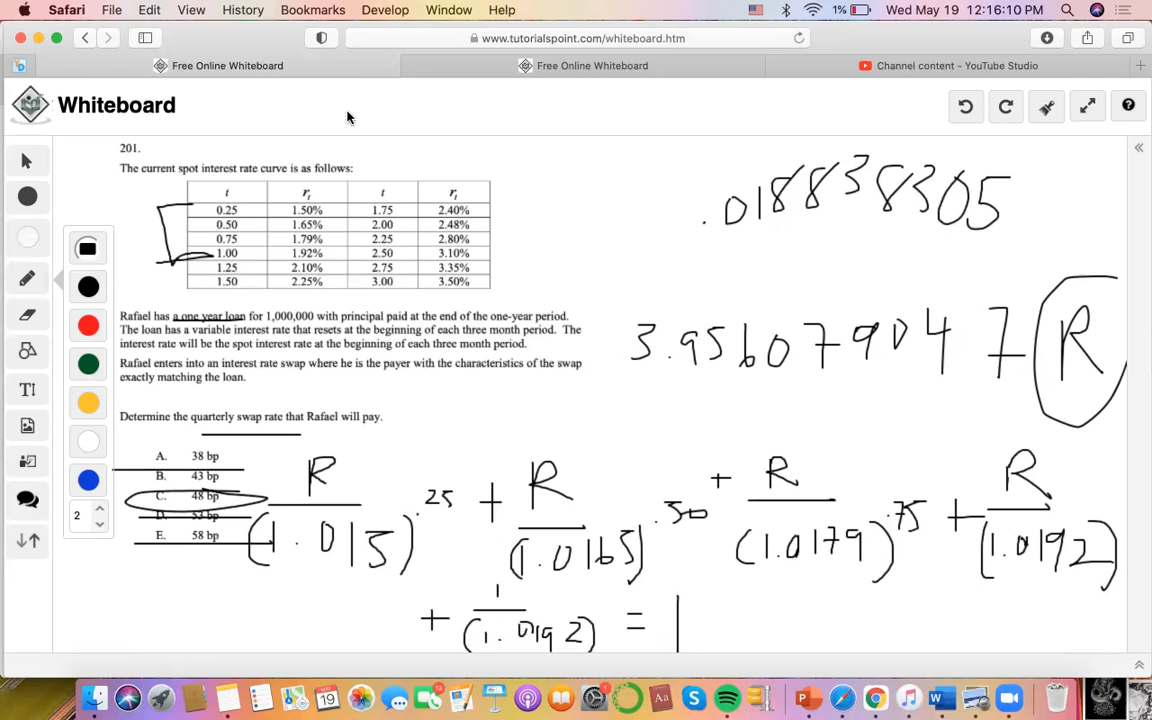 Safari File Edit View History Bookmarks Develop Window Help 1% Wed May 19 12:16:10 PM
www.tutorialspoint.com/whiteboard.htm
Free Online Whiteboard Free Online Whiteboard Channel content - YouTube Studio
Whiteboard
201.
The current spot interest rate curve is as follows:
t rt t rt
0.25 1.50% 1.75 2.40%
0.50 1.65% 2.00 2.48%
0.75 1.79% 2.25 2.80%
1.00 1.92% 2.50 3.10%
1.25 2.10% 2.75 3.35%
1.50 2.25% 3.00 3.50%
.018838305
3.956079047 R
Rafael has a one year loan for 1,000,000 with principal paid at the end of the one-year period.
The loan has a variable interest rate that resets at the beginning of each three month period. The
interest rate will be the spot interest rate at the beginning of each three month period.
Rafael enters into an interest rate swap where he is the payer with the characteristics of the swap
exactly matching the loan.
Determine the quarterly swap rate that Rafael will pay.
A. 38 bp
B. 43 bp
C. 48 bp
D. 53 bp
E. 58 bp
R + R + R + R
(1.015) .25 (1.0165) .50 (1.0179) .75 (1.0192)
+ 1 = 1
(1.0192)
2